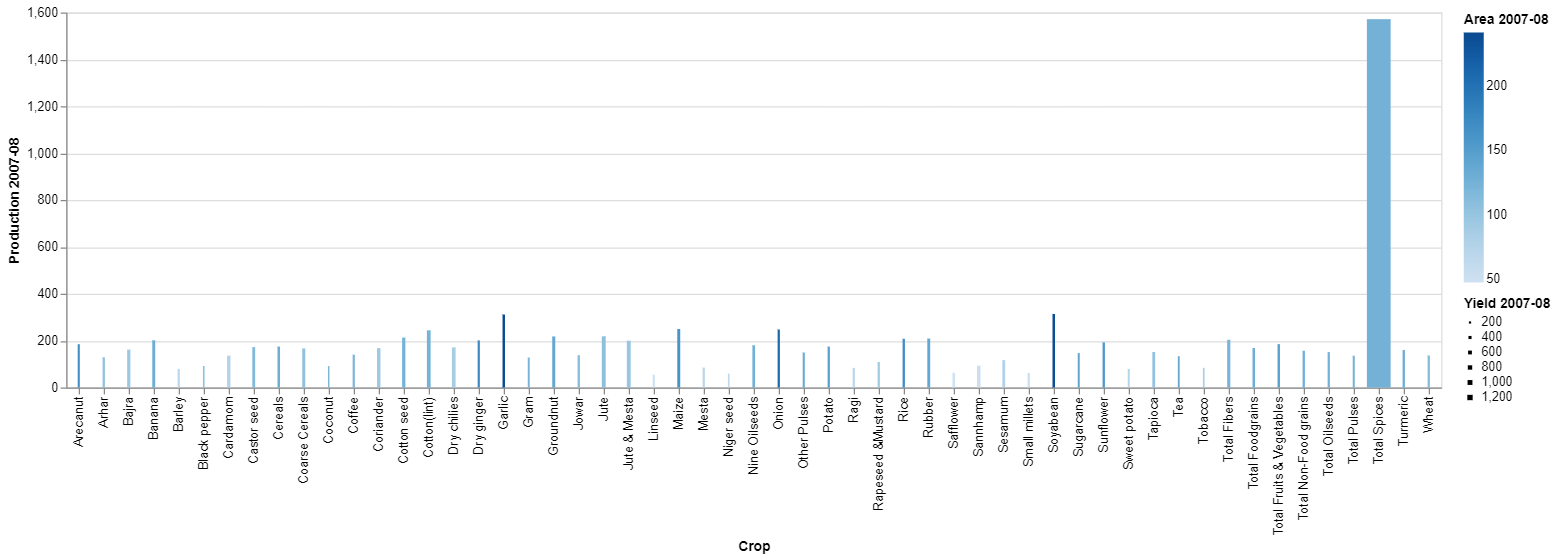 Production 2007-08
1,600
1,400
1,200
1,000
800
600
400
200
0
Arecanut
Arhar
Bajra
Banana
Barley
Black pepper
Cardamom
Castor seed
Cereals
Coarse Cereals
Coconut
Coffee
Coriander
Cotton seed
Cotton(lint)
Dry chilies
Dry ginger
Garlic
Gram
Groundnut
Jowar
Jute
Jute & Mesta
Linseed
Maize
Mesta
Niger seed
Nine Oilseeds
Onion
Other Pulses
Potato
Ragi
Rapeseed &Mustard
Rice
Rubber
Safflower
Sannhamp
Sesamum
Small millets
Soyabean
Sugarcane
Sunflower
Sweet potato
Tapioca
Tea
Tobacco
Total Fibers
Total Foodgrains
Total Fruits & Vegetables
Total Non-Food grains
Total Oilseeds
Total Pulses
Total Spices
Turmeric
Wheat
Crop
Area 2007-08
200
150
100
50
Yield 2007-08
200
400
600
800
1,000
1,200